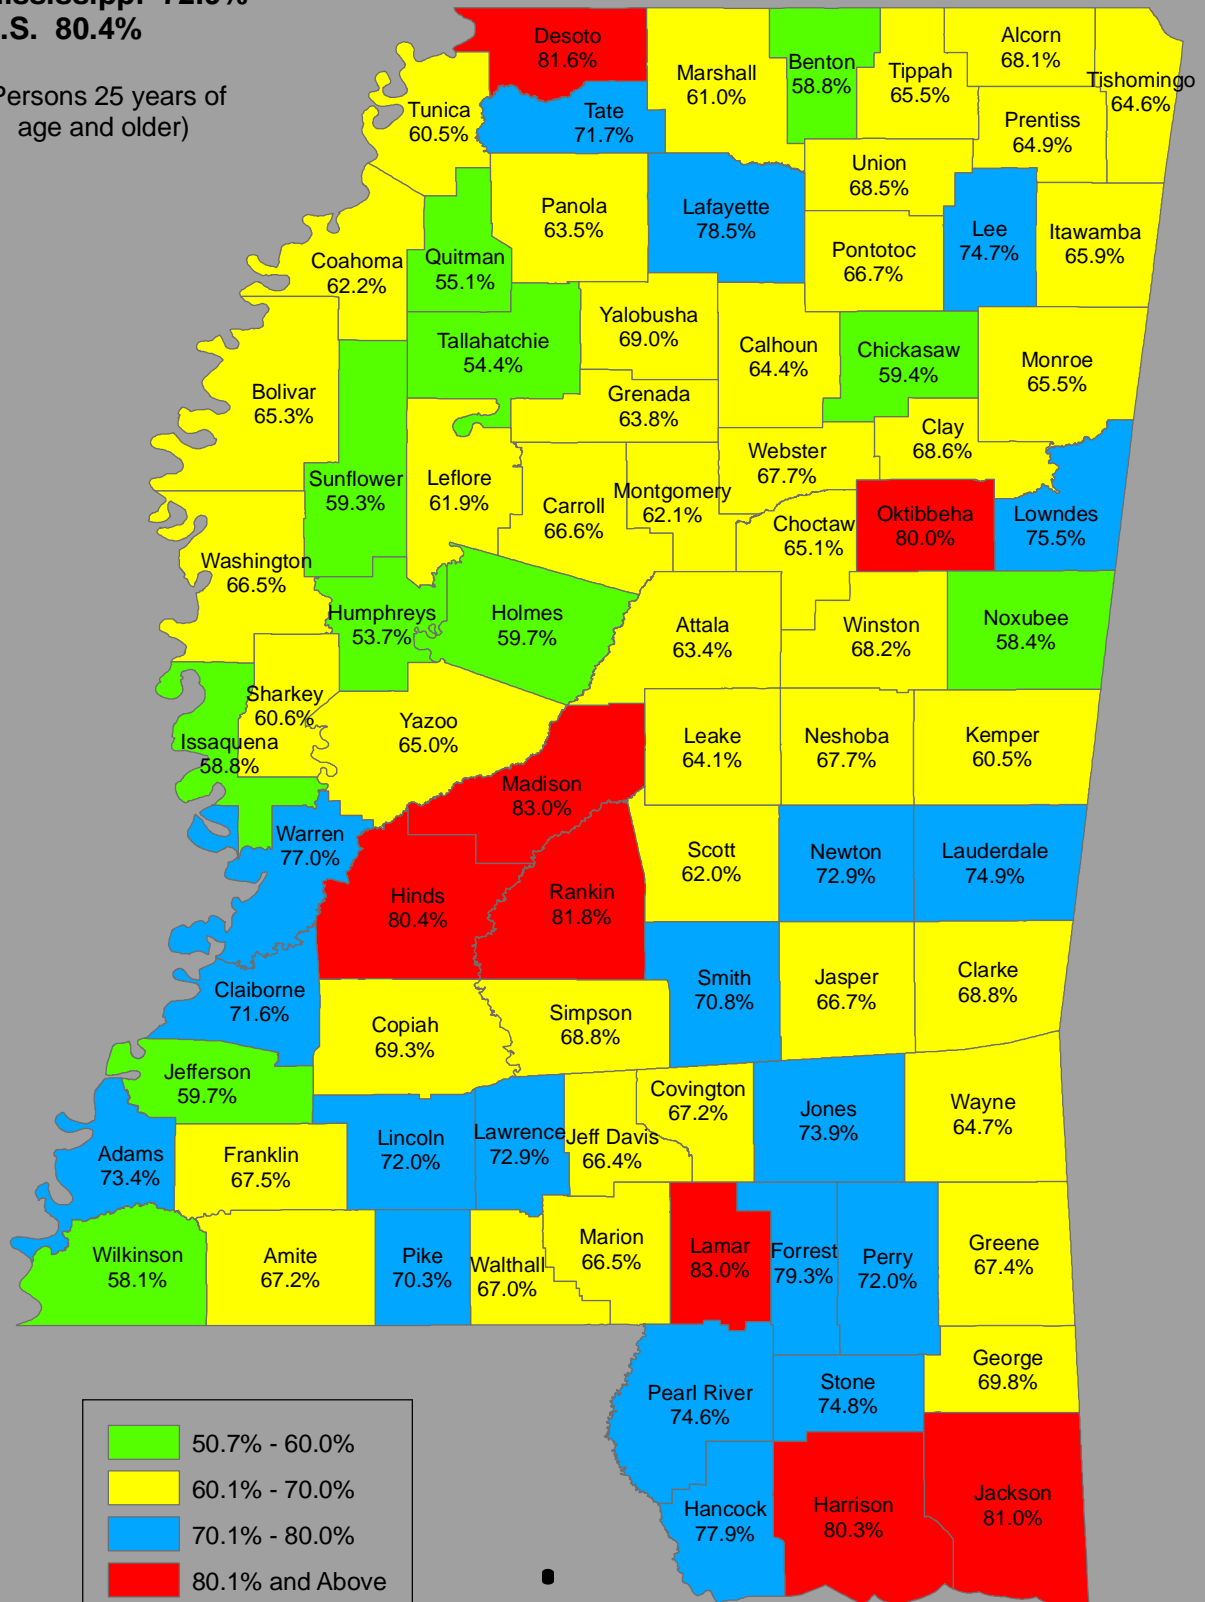 ississippi 72.9%
.S. 80.4%
Persons 25 years of
age and older)
Desoto
81.6%
Marshall
61.0%
Benton
58.8%
Tippah
65.5%
Alcorn
68.1%
Tishomingo
64.6%
Tunica
60.5%
Tate
71.7%
Prentiss
64.9%
Union
68.5%
Panola
63.5%
Lafayette
78.5%
Lee
74.7%
Itawamba
65.9%
Pontotoc
66.7%
Coahoma
62.2%
Quitman
55.1%
Yalobusha
69.0%
Tallahatchie
54.4%
Calhoun
64.4%
Chickasaw
59.4%
Monroe
65.5%
Bolivar
65.3%
Grenada
63.8%
Clay
68.6%
Webster
67.7%
Sunflower
59.3%
Leflore
61.9%
Carroll
66.6%
Montgomery
62.1%
Choctaw
65.1%
Oktibbeha
80.0%
Lowndes
75.5%
Washington
66.5%
Humphreys
53.7%
Holmes
59.7%
Attala
63.4%
Winston
68.2%
Noxubee
58.4%
Sharkey
60.6%
Issaquena
58.8%
Yazoo
65.0%
Leake
64.1%
Neshoba
67.7%
Kemper
60.5%
Madison
83.0%
Warren
77.0%
Scott
62.0%
Newton
72.9%
Lauderdale
74.9%
Hinds
80.4%
Rankin
81.8%
Claiborne
71.6%
Smith
70.8%
Jasper
66.7%
Clarke
68.8%
Copiah
69.3%
Simpson
68.8%
Jefferson
59.7%
Covington
67.2%
Jones
73.9%
Wayne
64.7%
Adams
73.4%
Franklin
67.5%
Lincoln
72.0%
Lawrence
72.9%
Jeff Davis
66.4%
Wilkinson
58.1%
Amite
67.2%
Pike
70.3%
Walthall
67.0%
Marion
66.5%
Lamar
83.0%
Forrest
79.3%
Perry
72.0%
Greene
67.4%
George
69.8%
Pearl River
74.6%
Stone
74.8%
Hancock
77.9%
Harrison
80.3%
Jackson
81.0%
50.7% - 60.0%
60.1% - 70.0%
70.1% - 80.0%
80.1% and Above